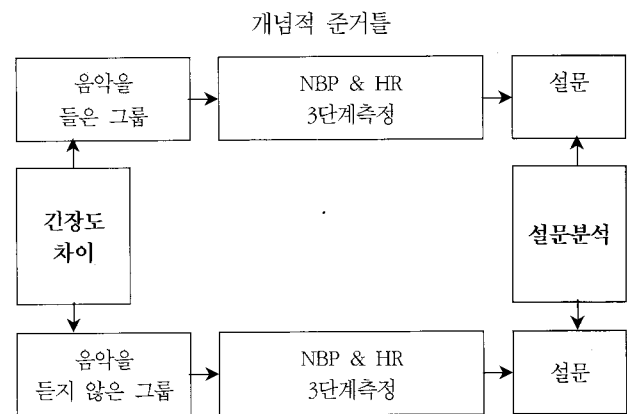 개념적 준거틀
음악을
들은 그룹
NBP & HR
3단계측정
설문
긴장도
차이
설문분석
음악을
듣지 않은 그룹
NBP & HR
3단계측정
설문